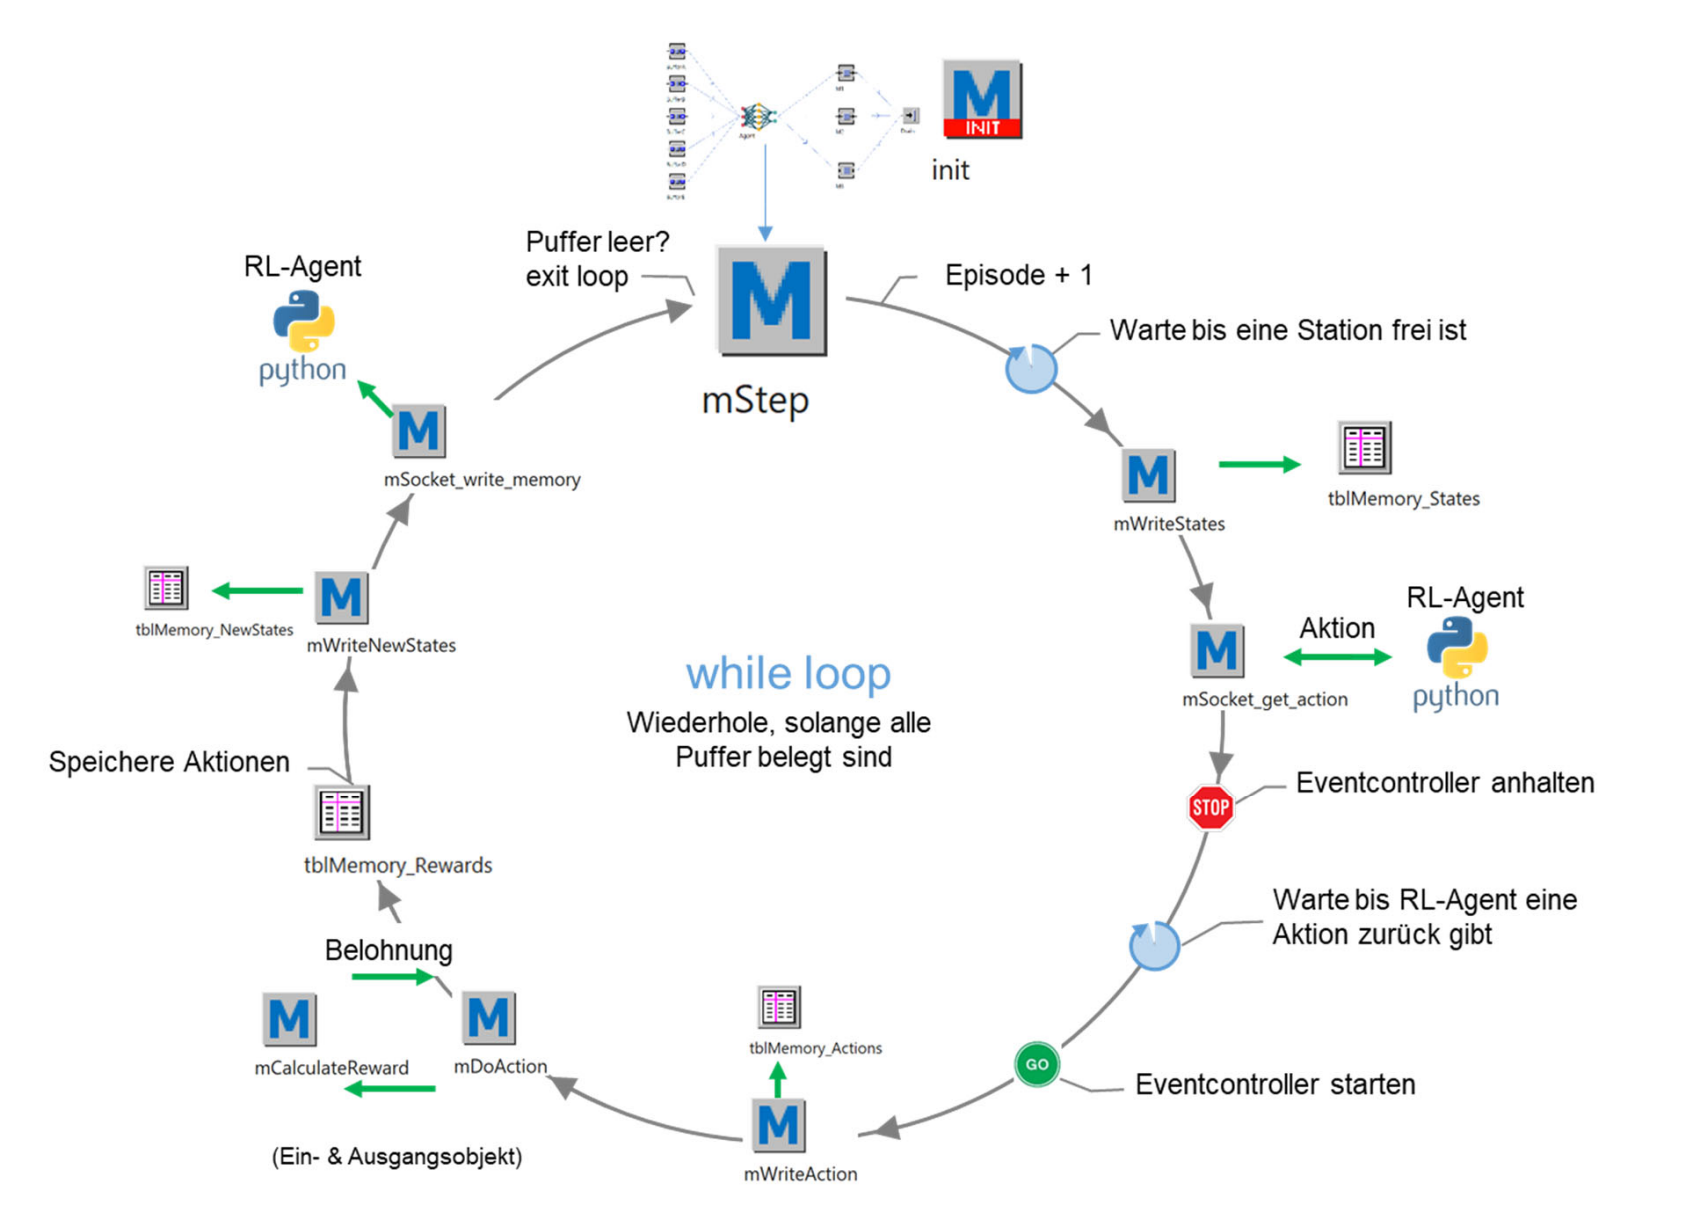 M
INIT
init
Agent
M
mStep
Puffer leer?
exit loop
Episode + 1
Warte bis eine Station frei ist
M
mWriteStates
tblMemory_States
M
mSocket_get_action
Aktion
RL-Agent
python
STOP
Eventcontroller anhalten
Warte bis RL-Agent eine
Aktion zurück gibt
GO
Eventcontroller starten
tblMemory_Actions
M
mWriteAction
M
mDoAction
Belohnung
M
mCalculateReward
(Ein- & Ausgangsobjekt)
tblMemory_Rewards
Speichere Aktionen
M
mWriteNewStates
tblMemory_NewStates
M
mSocket_write_memory
RL-Agent
python
while loop
Wiederhole, solange alle
Puffer belegt sind